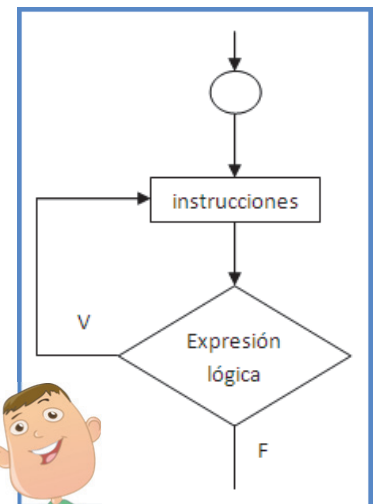 instrucciones
V
Expresión
lógica
F